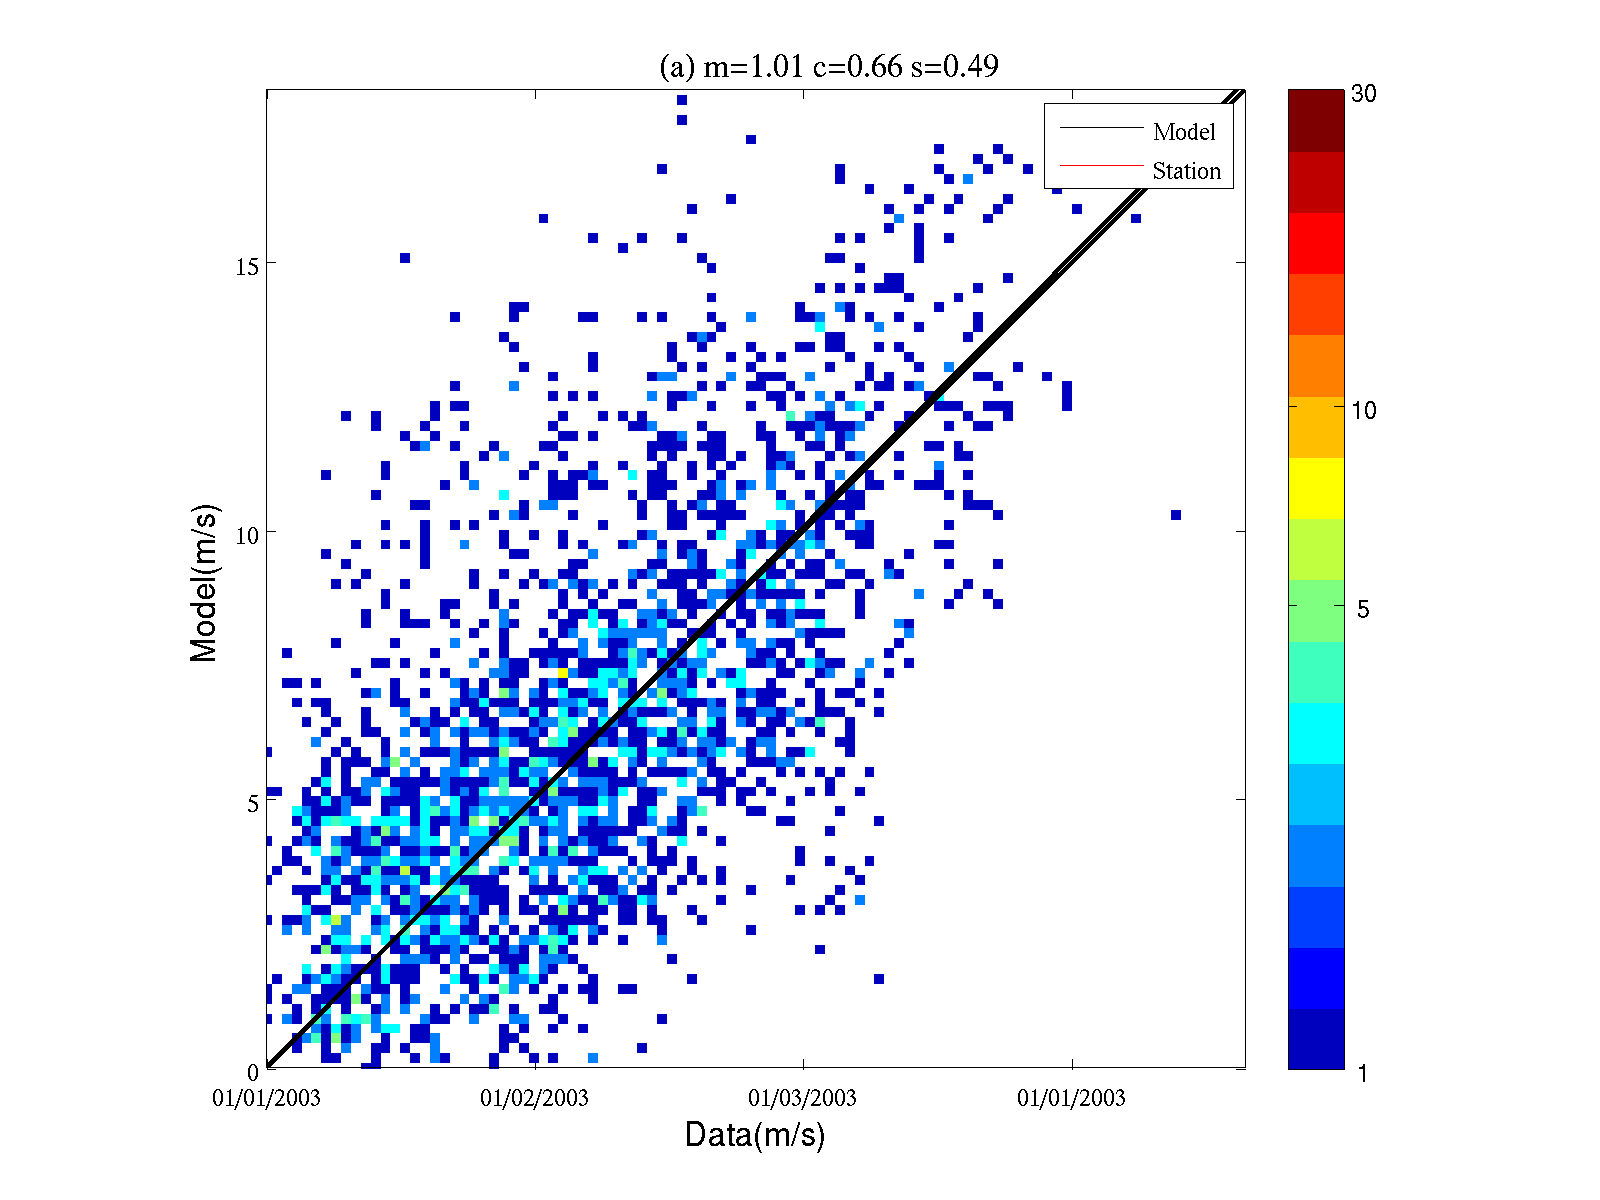 (a) m=1.01 c=0.66 s=0.49
Model
Station
Model(m/s)
15
10
5
0
01/01/2003
01/02/2003
01/03/2003
01/01/2003
Data(m/s)
30
10
5
1